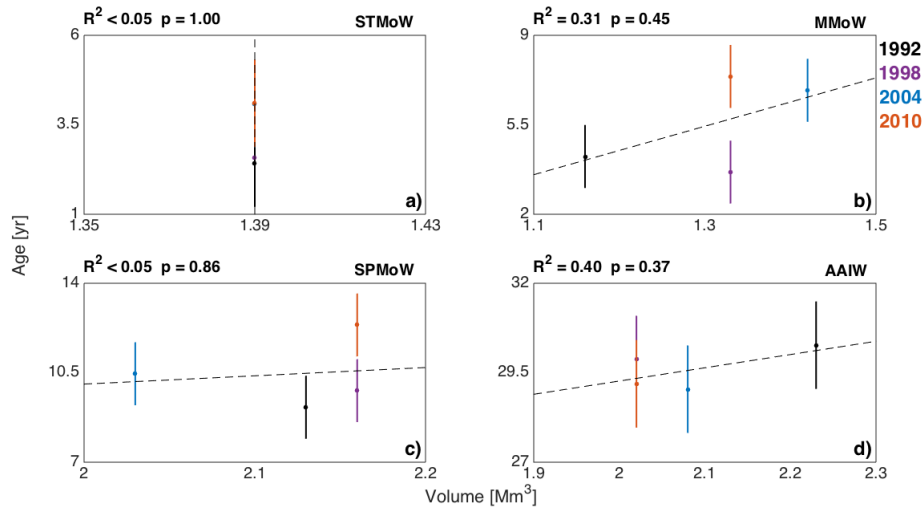 R² < 0.05 p = 1.00 STMoW
6
3.5
1
1.35 1.39 1.43
a)
R² = 0.31 p = 0.45 MMoW
9
5.5
2
1.1 1.3 1.5
b)
1992
1998
2004
2010
Age [yr]
R² < 0.05 p = 0.86 SPMoW
14
10.5
7
2 2.1 2.2
c)
R² = 0.40 p = 0.37 AAIW
32
29.5
27
1.9 2 2.1 2.2 2.3
d)
Volume [Mm³]